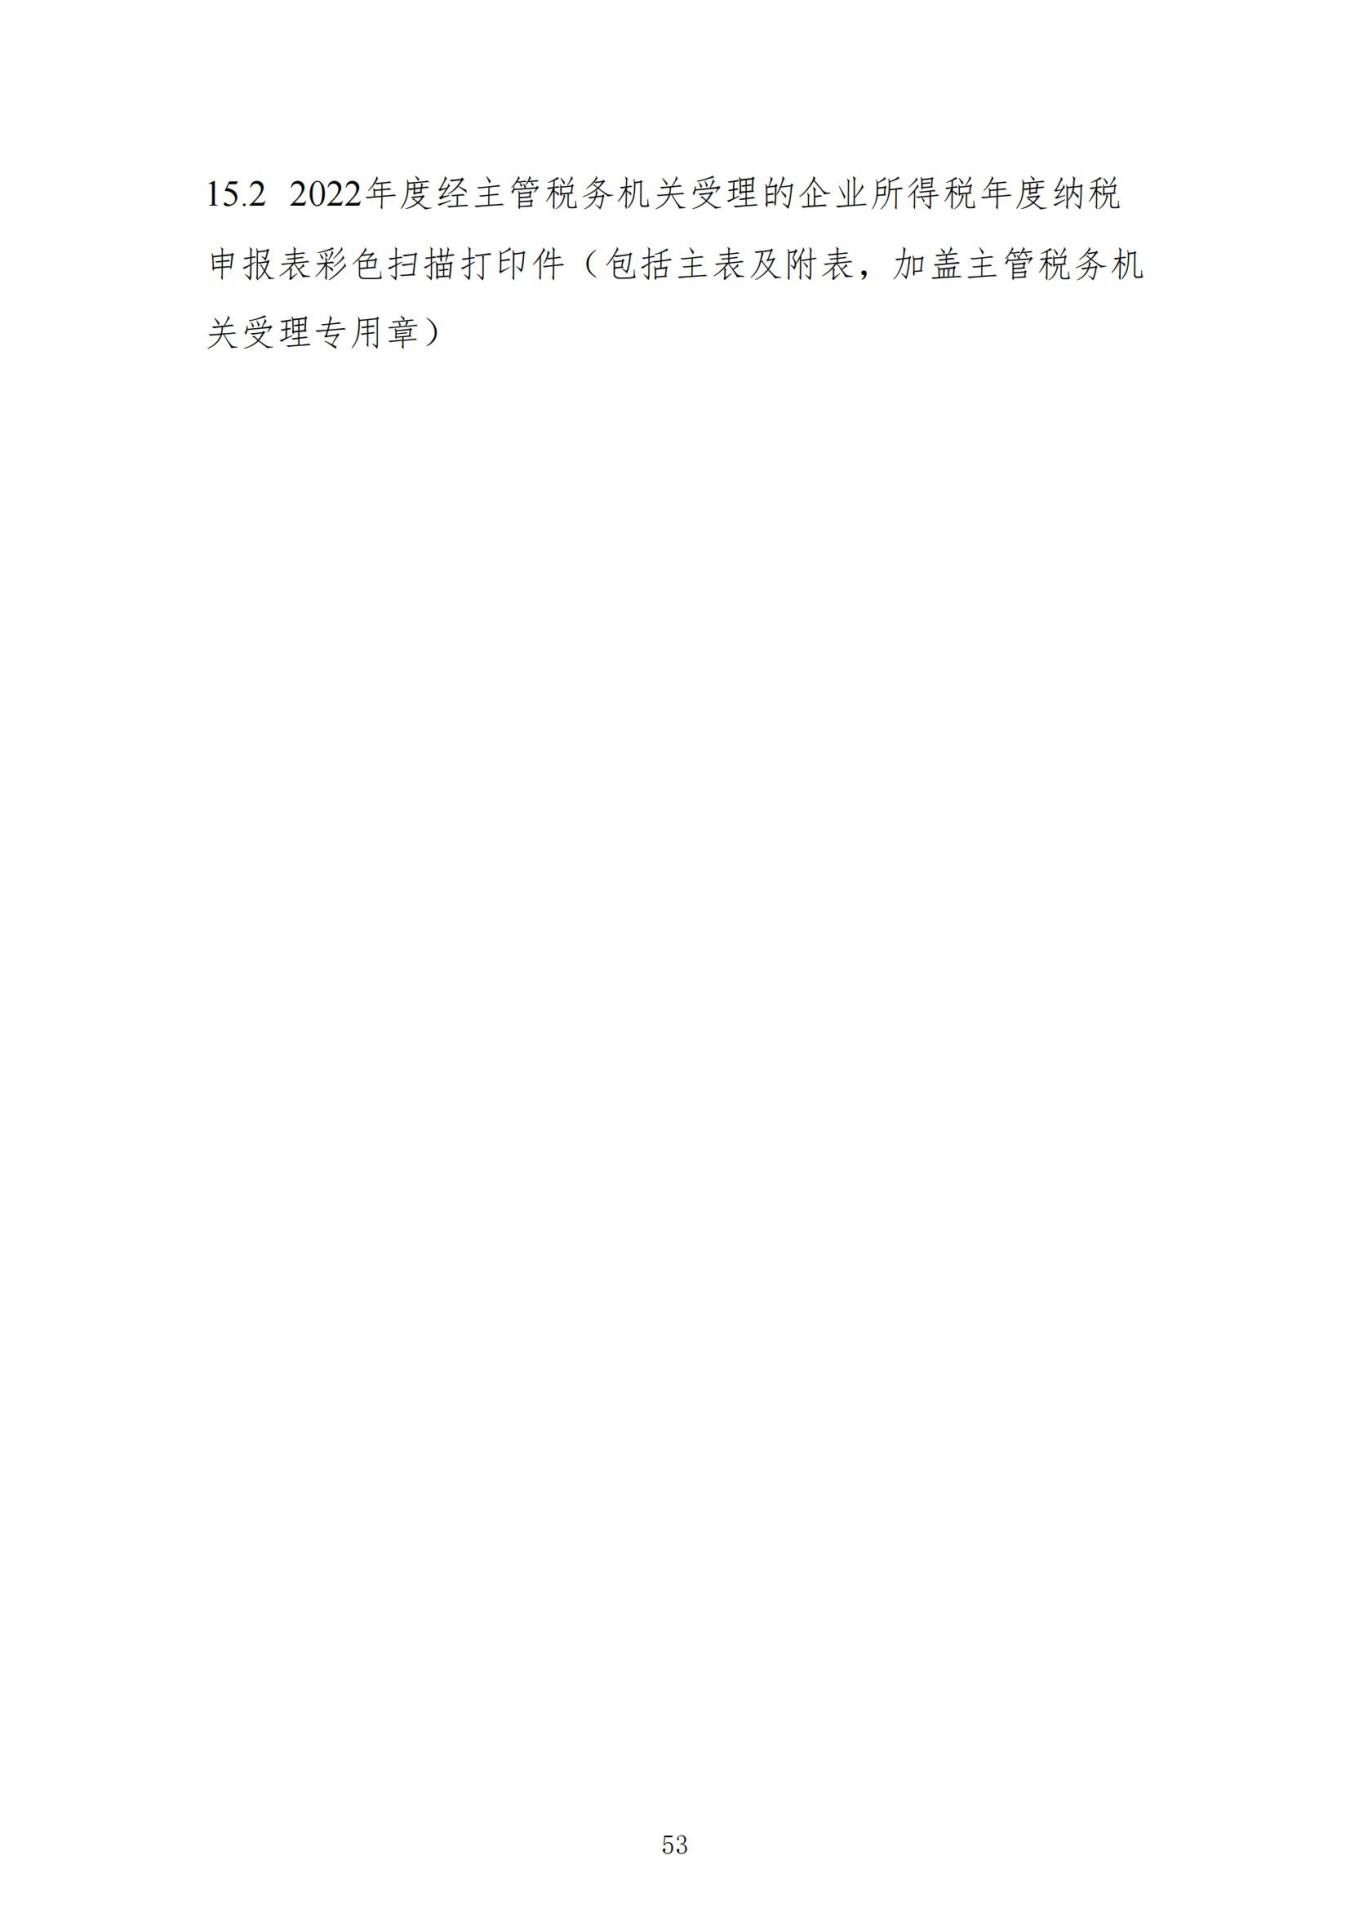 15.2 2022年度经主管税务机关受理的企业所得税年度纳税
申报表彩色扫描打印件（包括主表及附表，加盖主管税务机
关受理专用章）
53